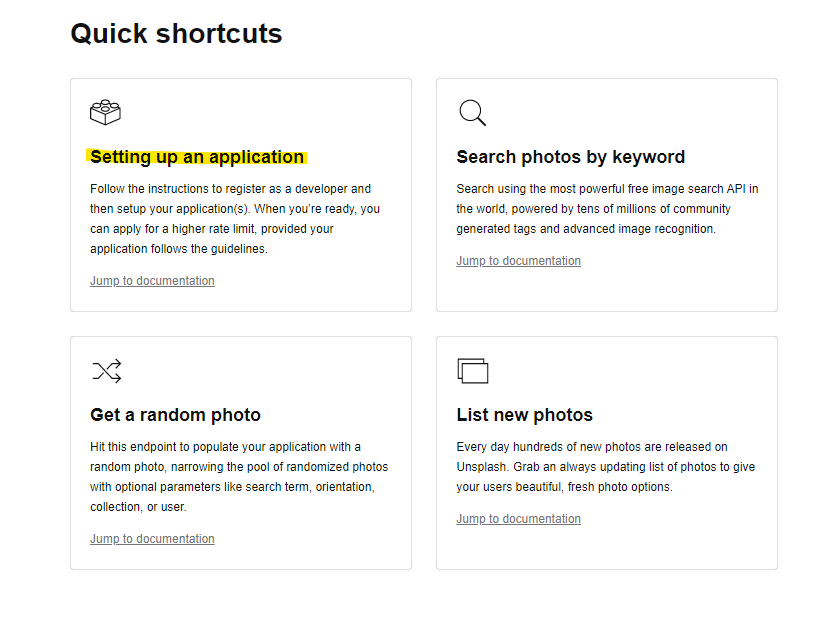 Quick shortcuts
Setting up an application
Follow the instructions to register as a developer and
then setup your application(s). When you're ready, you
can apply for a higher rate limit, provided your
application follows the guidelines.
Jump to documentation
Search photos by keyword
Search using the most powerful free image search API in
the world, powered by tens of millions of community
generated tags and advanced image recognition.
Jump to documentation
Get a random photo
Hit this endpoint to populate your application with a
random photo, narrowing the pool of randomized photos
with optional parameters like search term, orientation,
collection, or user.
Jump to documentation
List new photos
Every day hundreds of new photos are released on
Unsplash. Grab an always updating list of photos to give
your users beautiful, fresh photo options.
Jump to documentation